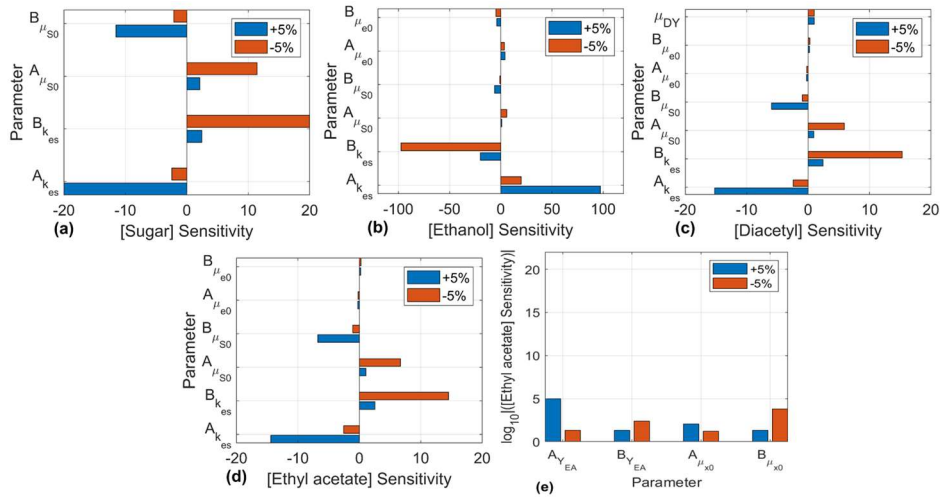 B μS0
A μS0
B kes
A kes
Parameter
-20 -10 0 10 20
(a) [Sugar] Sensitivity
+5%
-5%
B μe0
A μe0
B μS0
A μS0
B kes
A kes
Parameter
-100 -50 0 50 100
(b) [Ethanol] Sensitivity
+5%
-5%
μDY
B μe0
A μe0
B μS0
A μS0
B kes
A kes
Parameter
-20 -10 0 10 20
(c) [Diacetyl] Sensitivity
+5%
-5%
B μe0
A μe0
B μS0
A μS0
B kes
A kes
Parameter
-20 -10 0 10 20
(d) [Ethyl acetate] Sensitivity
+5%
-5%
log10|([Ethyl acetate] Sensitivity)|
20
15
10
5
0
A YEA B YEA A μx0 B μx0
(e) Parameter
+5%
-5%